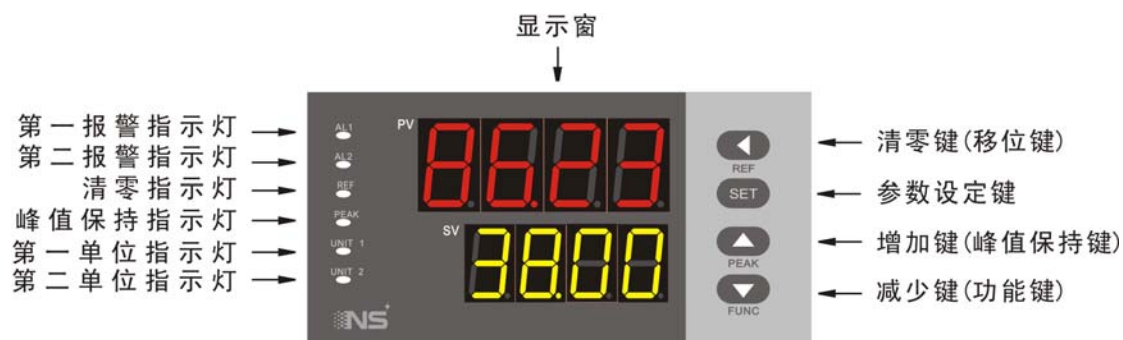 显示窗
第一报警指示灯
第二报警指示灯
清零指示灯
峰值保持指示灯
第一单位指示灯
第二单位指示灯
AL1
AL2
REF
PEAK
UNIT 1
UNIT 2
PV
86.23
SV
38.00
NS+
REF
SET
PEAK
FUNC
清零键(移位键)
参数设定键
增加键(峰值保持键)
减少键(功能键)